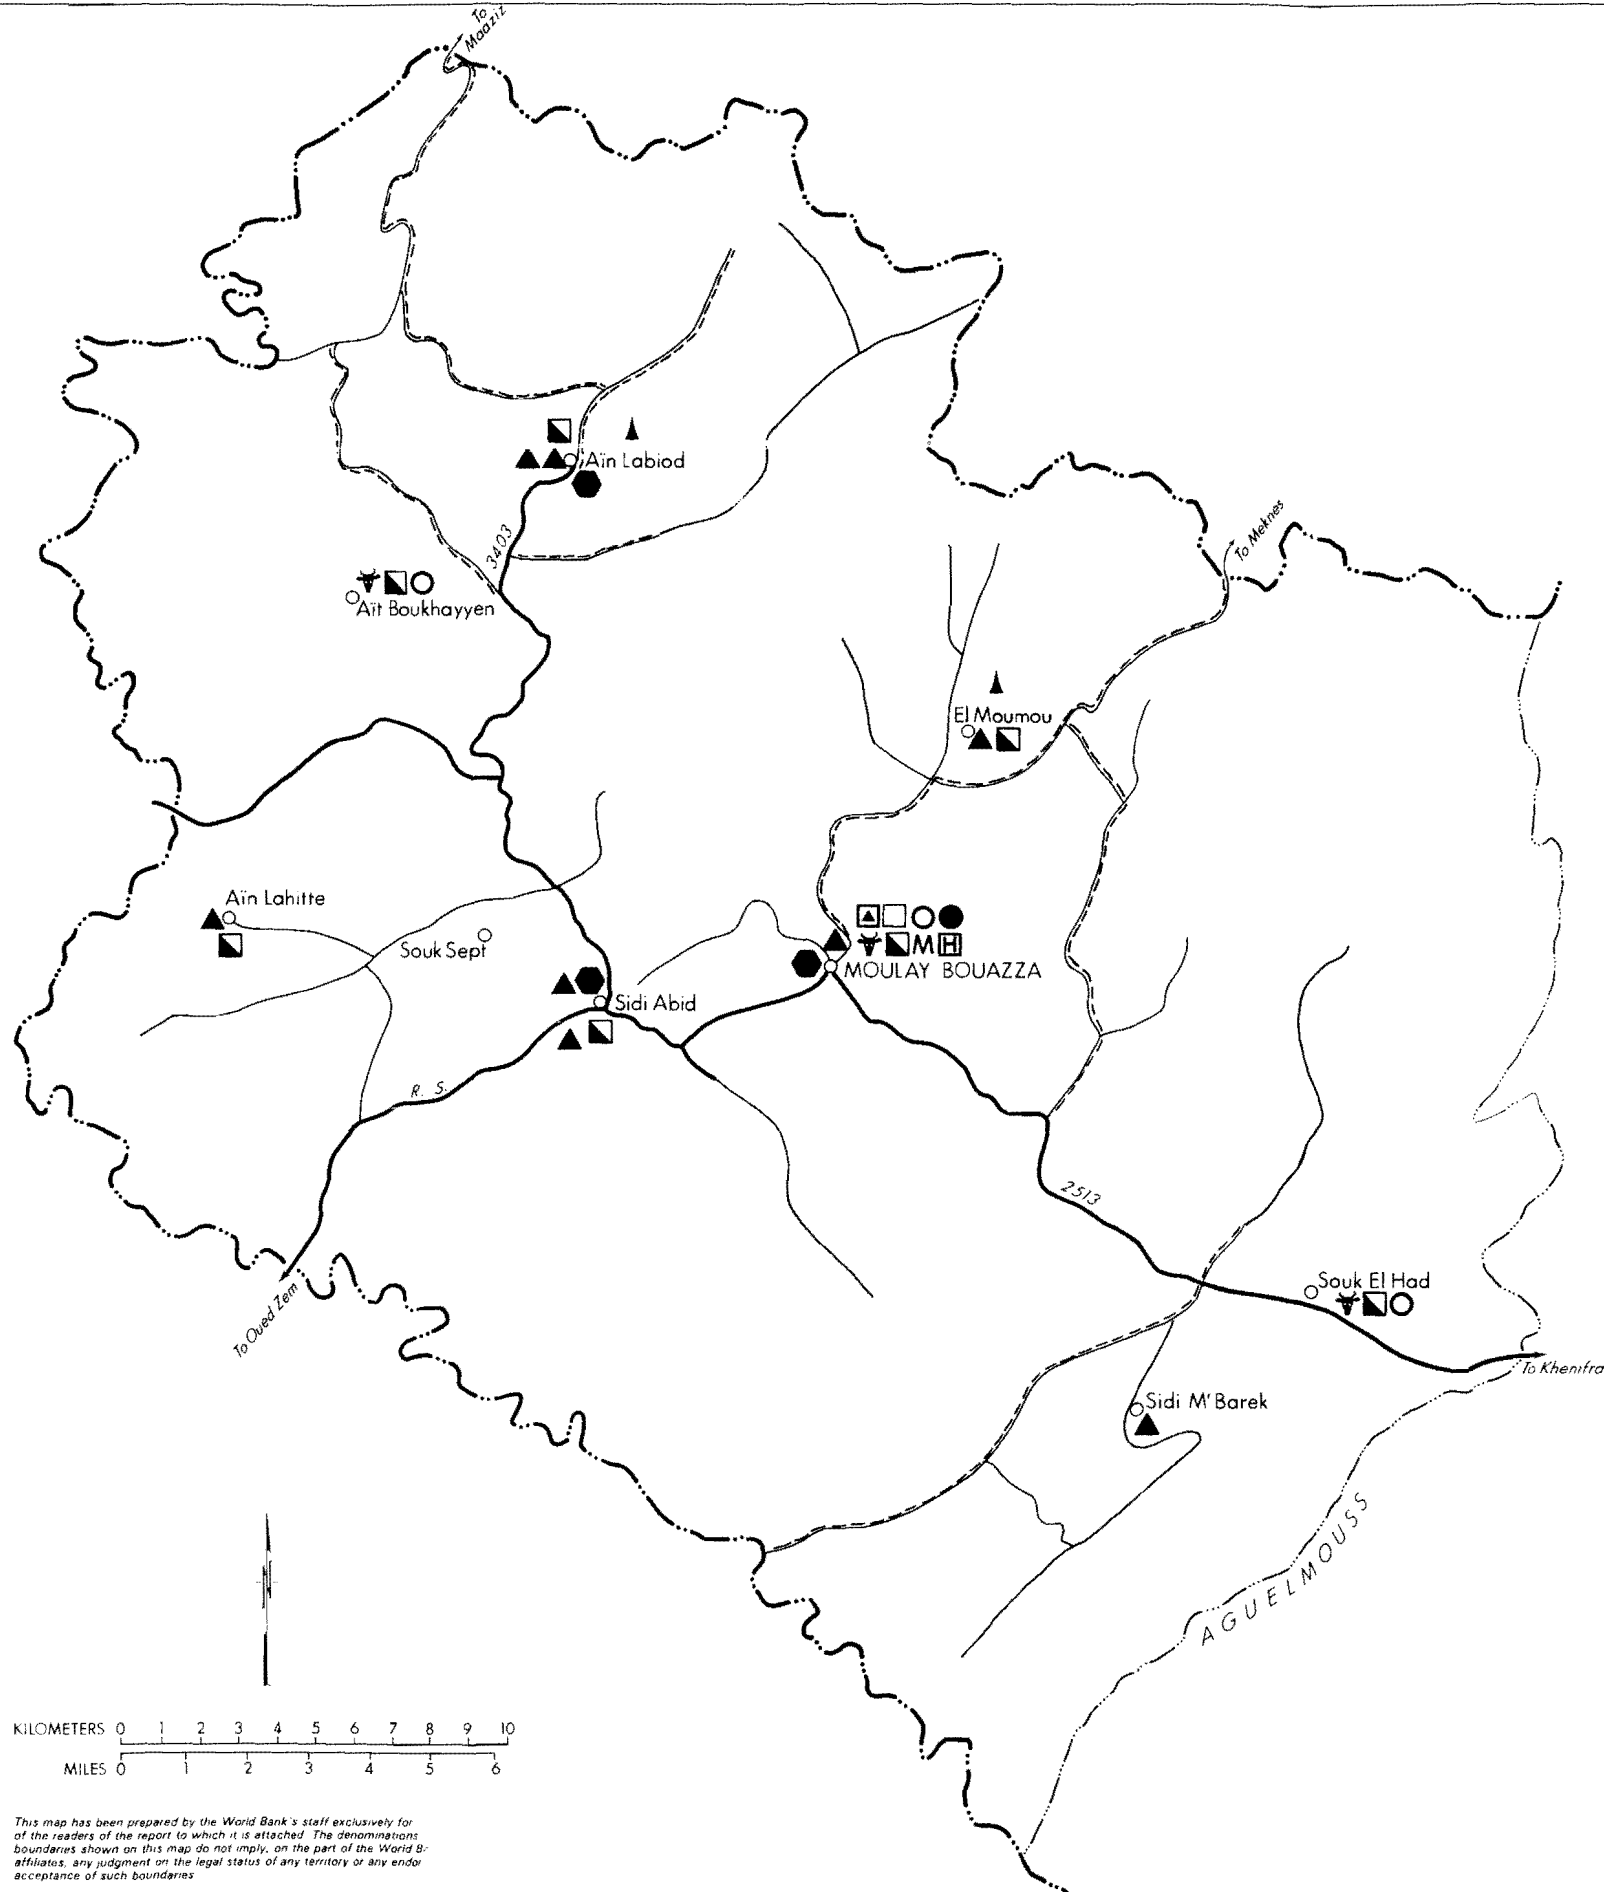 To
Maaziz
Aïn Labiod
3403
To Meknes
Aït Boukhayyen
El Moumou
Aïn Lahitte
Souk Sept
M H
MOULAY BOUAZZA
Sidi Abid
R. S.
2513
Souk El Had
To Oued Zem
To Khenifra
Sidi M'Barek
AGUELMOUSS
KILOMETERS 0 1 2 3 4 5 6 7 8 9 10
MILES 0 1 2 3 4 5 6
This map has been prepared by the World Bank's staff exclusively for
of the readers of the report to which it is attached The denominations
boundaries shown on this map do not imply, on the part of the World B
affiliates, any judgment on the legal status of any territory or any endor
acceptance of such boundaries